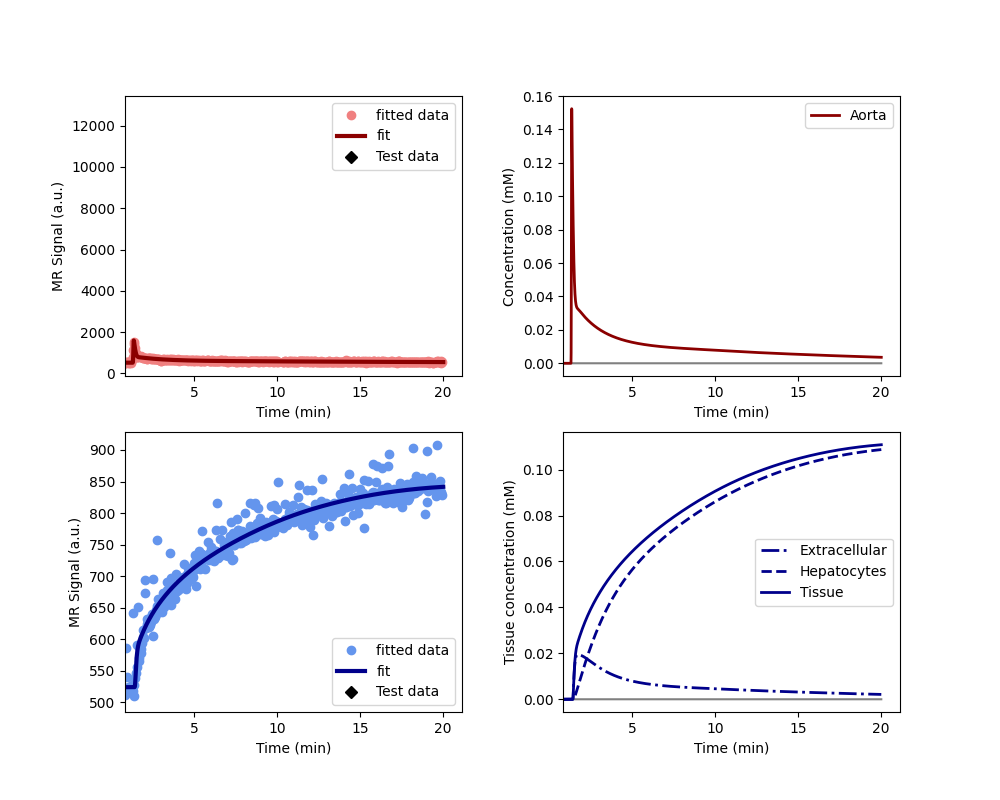 12000
10000
8000
6000
4000
2000
0
MR Signal (a.u.)
fitted data
fit
Test data
5
10
15
20
Time (min)
0.16
0.14
0.12
0.10
0.08
0.06
0.04
0.02
0.00
Concentration (mM)
Aorta
5
10
15
20
Time (min)
900
850
800
750
700
650
600
550
500
MR Signal (a.u.)
fitted data
fit
Test data
5
10
15
20
Time (min)
0.10
0.08
0.06
0.04
0.02
0.00
Tissue concentration (mM)
Extracellular
Hepatocytes
Tissue
5
10
15
20
Time (min)